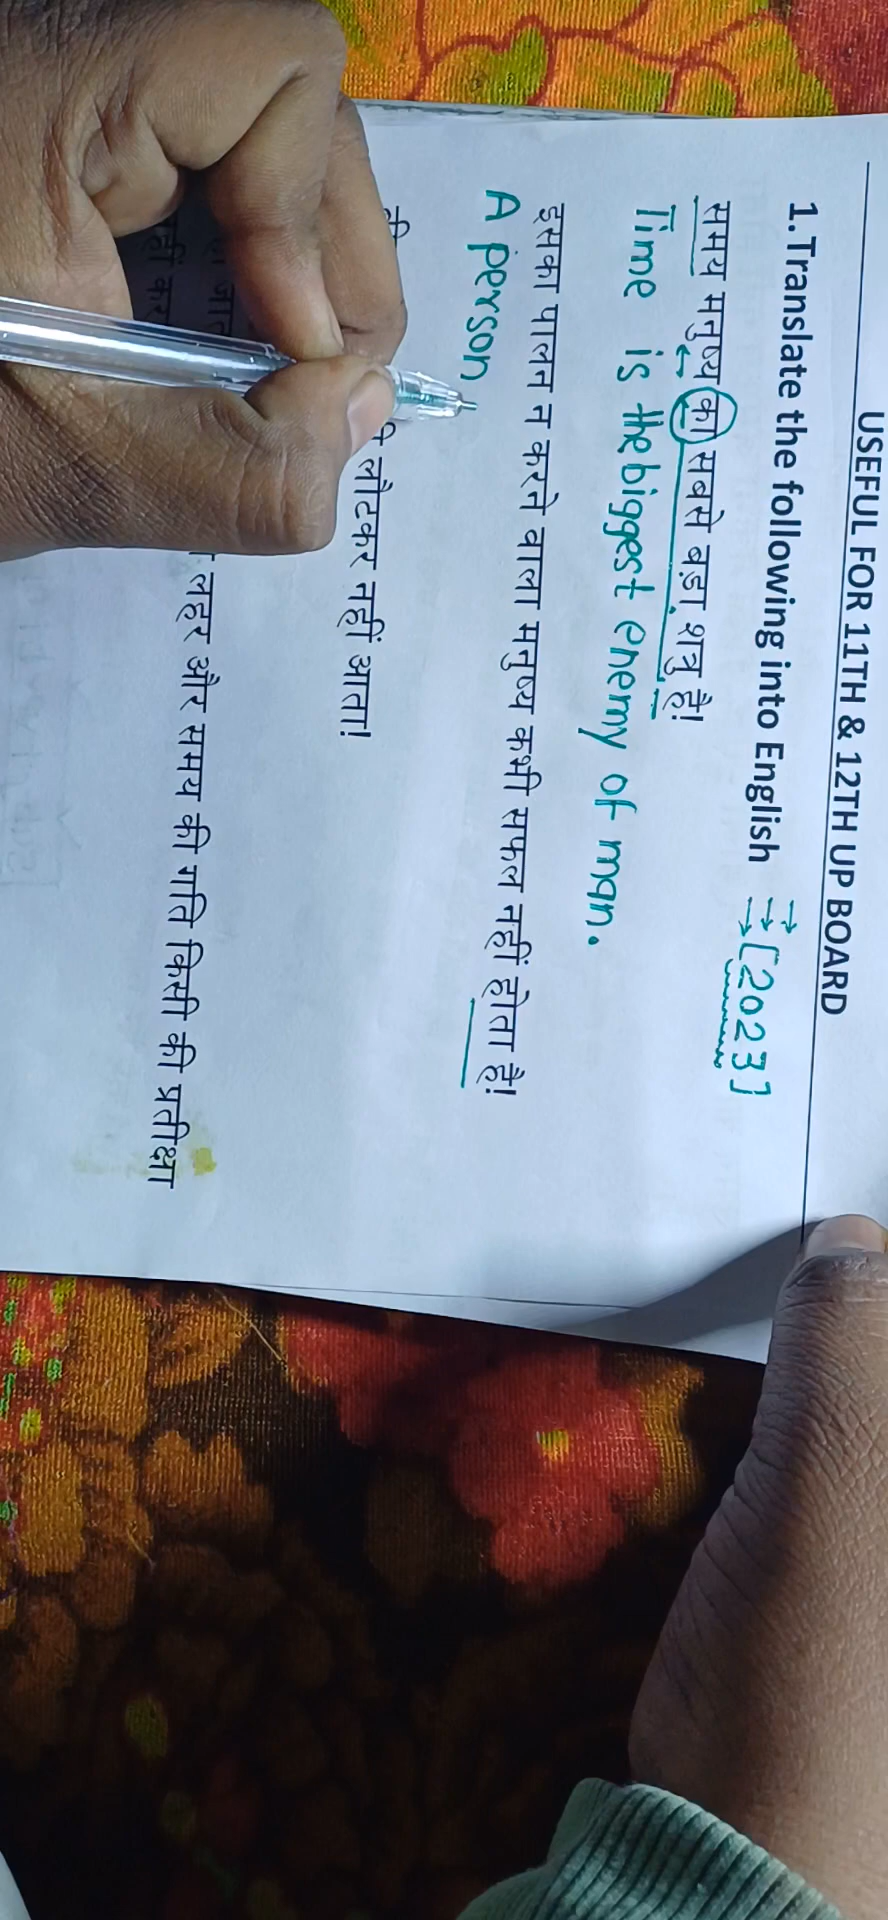 USEFUL FOR 11TH & 12TH UP BOARD
1.Translate the following into English ⇉ [2023]
समय मनुष्य का सबसे बड़ा शत्रु है!
Time is the biggest enemy of man.
इसका पालन न करने वाला मनुष्य कभी सफल नहीं होता है!
A person
लौटकर नहीं आता!
लहर और समय की गति किसी की प्रतीक्षा